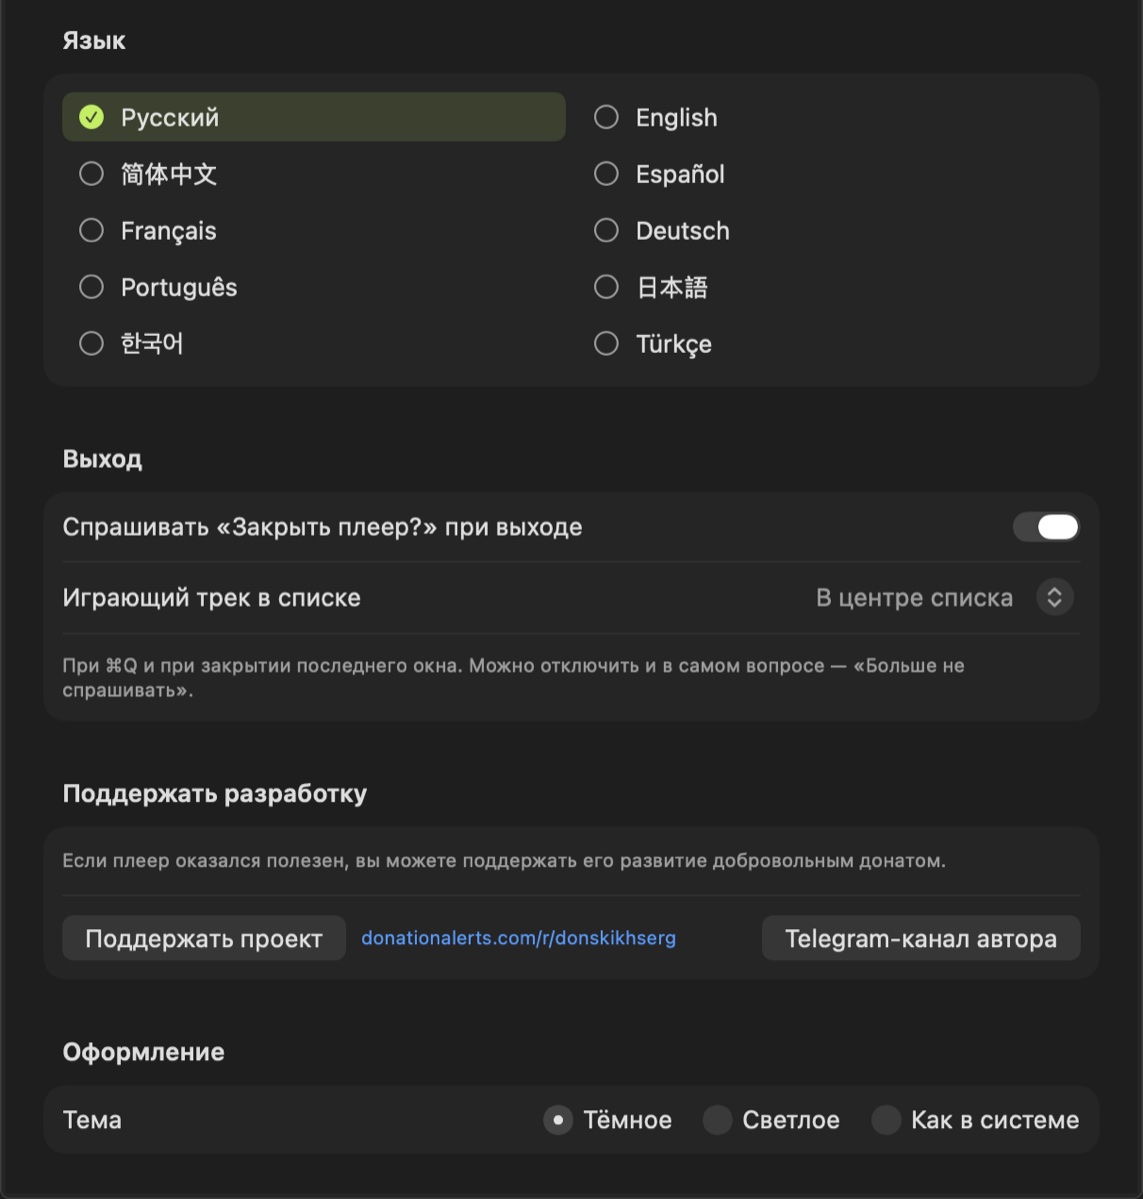 Язык
Русский
English
简体中文
Español
Français
Deutsch
Português
日本語
한국어
Türkçe
Выход
Спрашивать «Закрыть плеер?» при выходе
Играющий трек в списке
В центре списка
При ⌘Q и при закрытии последнего окна. Можно отключить и в самом вопросе — «Больше не
спрашивать».
Поддержать разработку
Если плеер оказался полезен, вы можете поддержать его развитие добровольным донатом.
Поддержать проект
donationalerts.com/r/donskikhserg
Telegram-канал автора
Оформление
Тема
Тёмное
Светлое
Как в системе